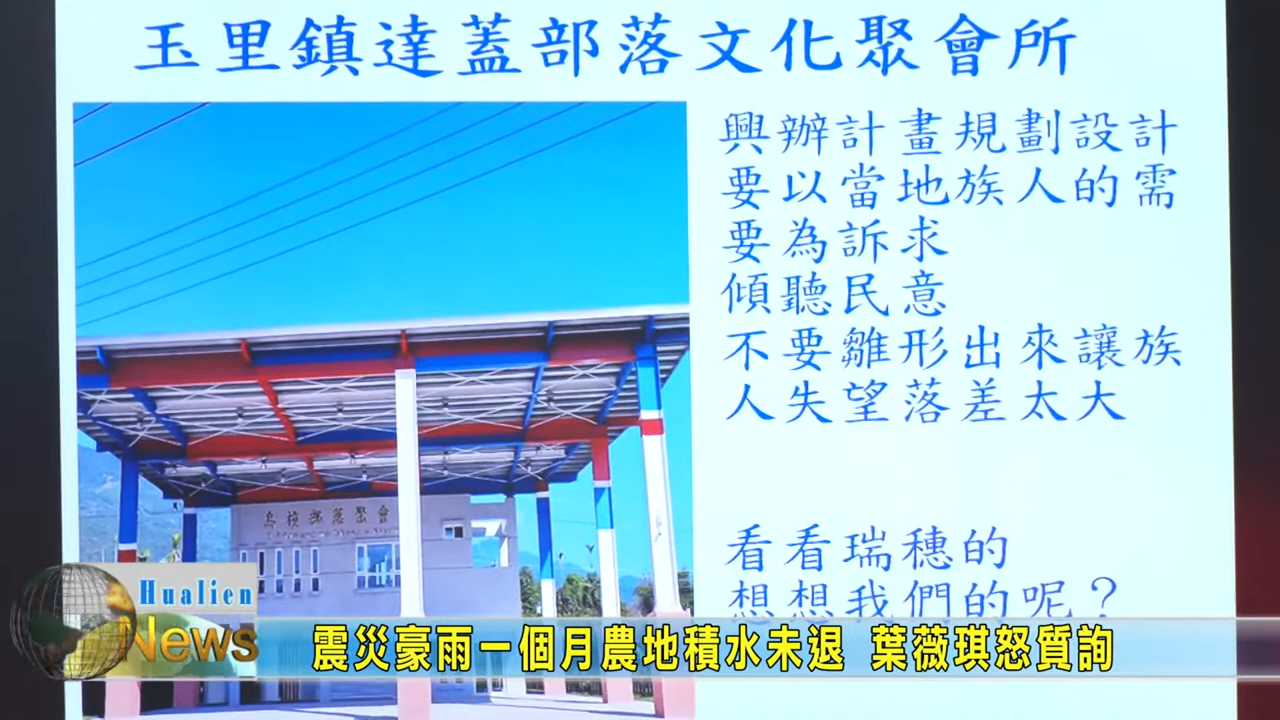 玉里鎮達蓋部落文化聚會所
興辦計畫規劃設計
要以當地族人的需
要為訴求
傾聽民意
不要雛形出來讓族
人失望落差太大
看看瑞穗的
想想我們的呢？
部落聚會
Hualien
News
震災豪雨一個月農地積水未退 葉薇琪怒質詢